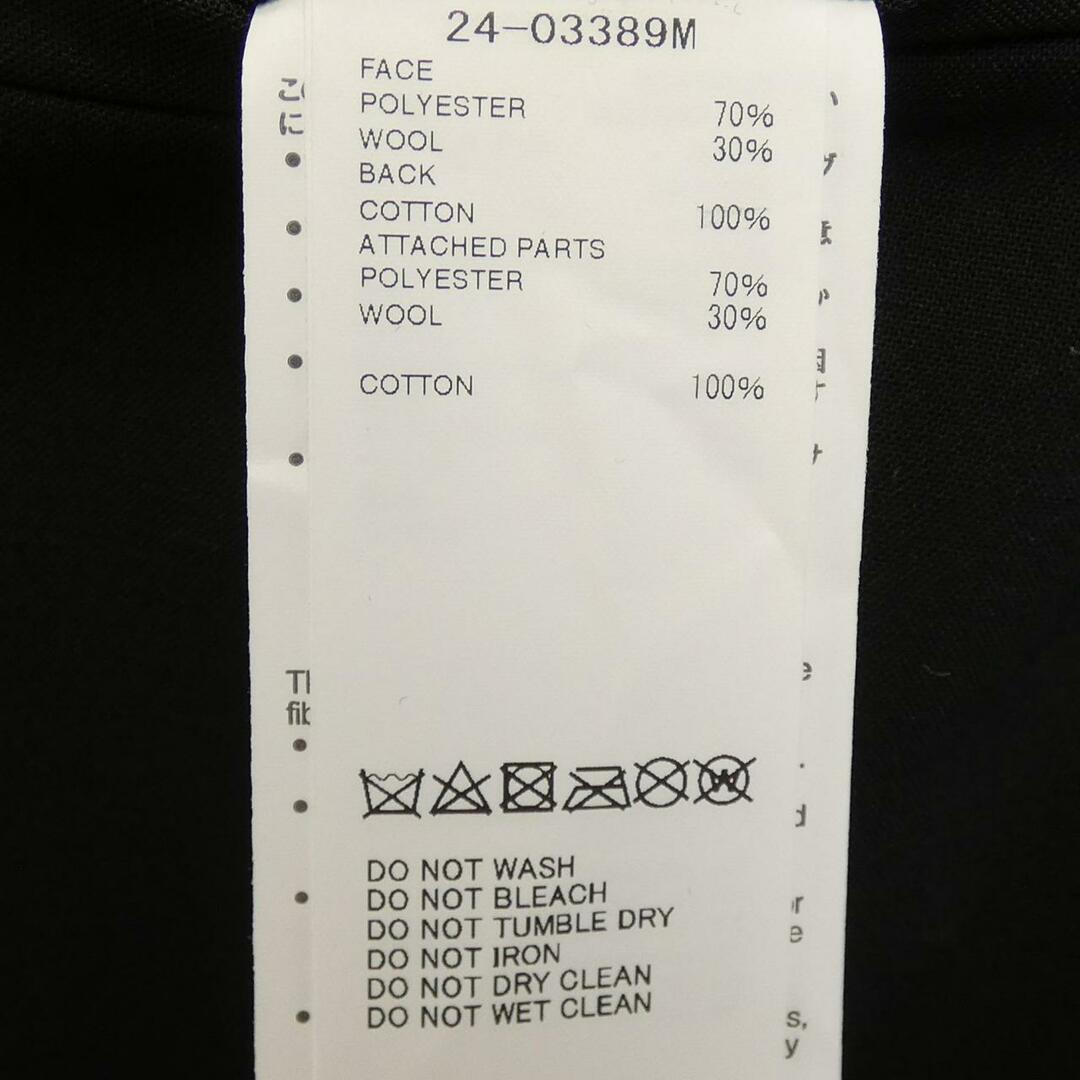 24-03389M
FACE
POLYESTER 70%
WOOL 30%
BACK
COTTON 100%
ATTACHED PARTS
POLYESTER 70%
WOOL 30%
COTTON 100%
W
DO NOT WASH
DO NOT BLEACH
DO NOT TUMBLE DRY
DO NOT IRON
DO NOT DRY CLEAN
DO NOT WET CLEAN